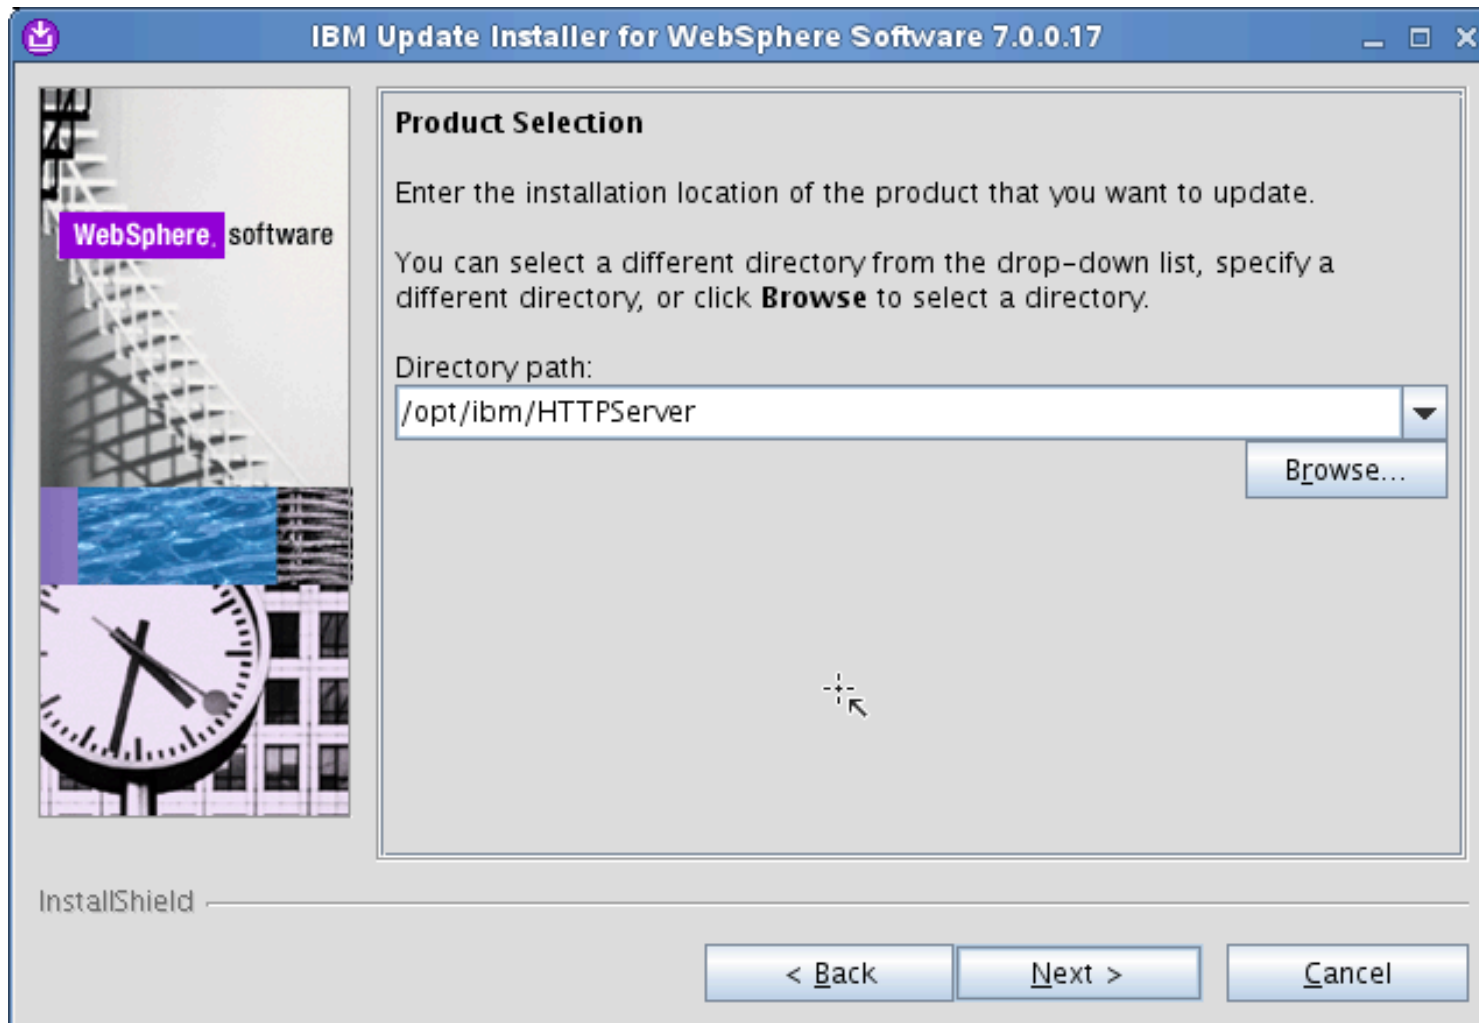 IBM Update Installer for WebSphere Software 7.0.0.17
WebSphere. software
Product Selection
Enter the installation location of the product that you want to update.
You can select a different directory from the drop-down list, specify a
different directory, or click Browse to select a directory.
Directory path:
/opt/ibm/HTTPServer
Browse...
InstallShield
< Back
Next >
Cancel